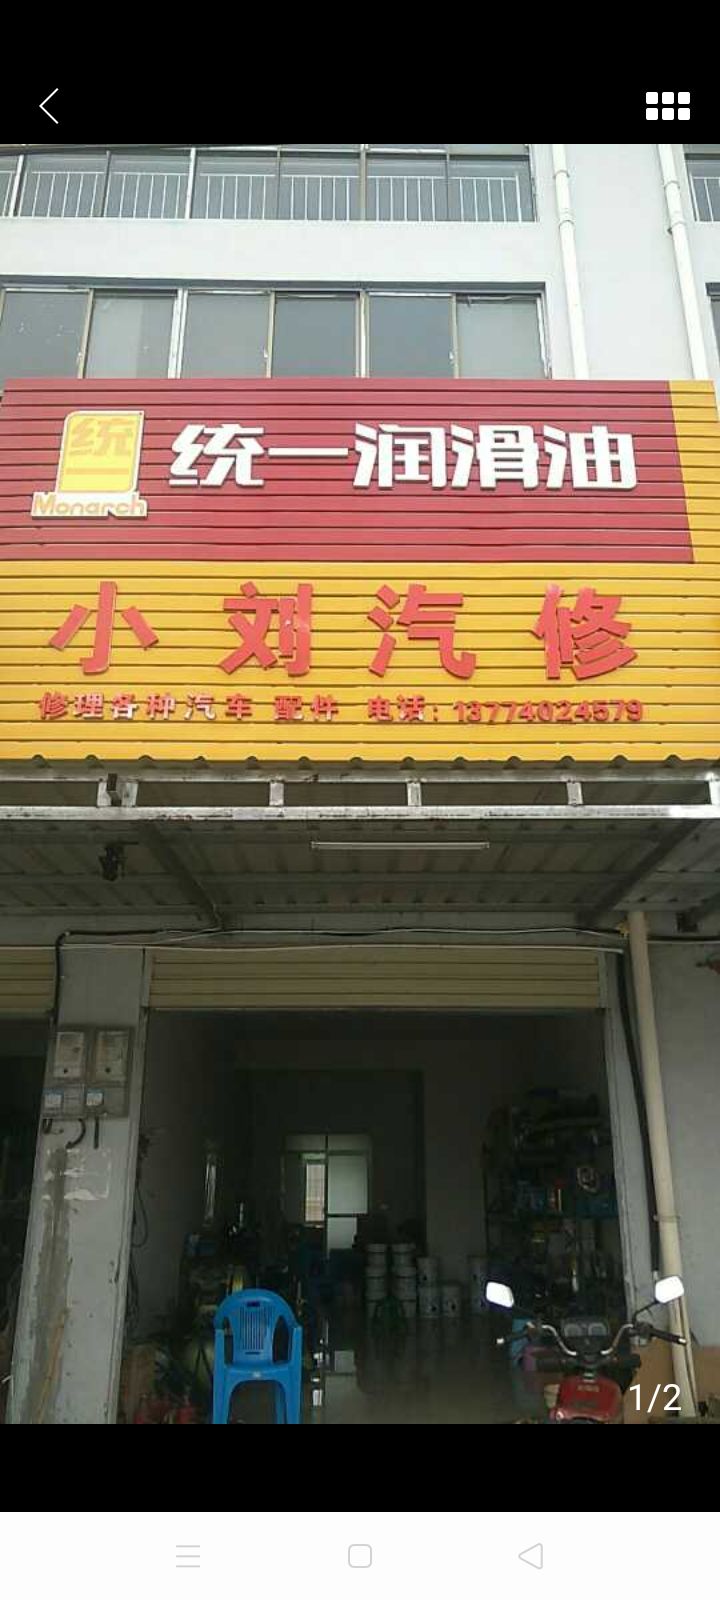 统一
Monarch
统一润滑油
小刘汽修
修理各种汽车 配件 电话：13774024579
1/2